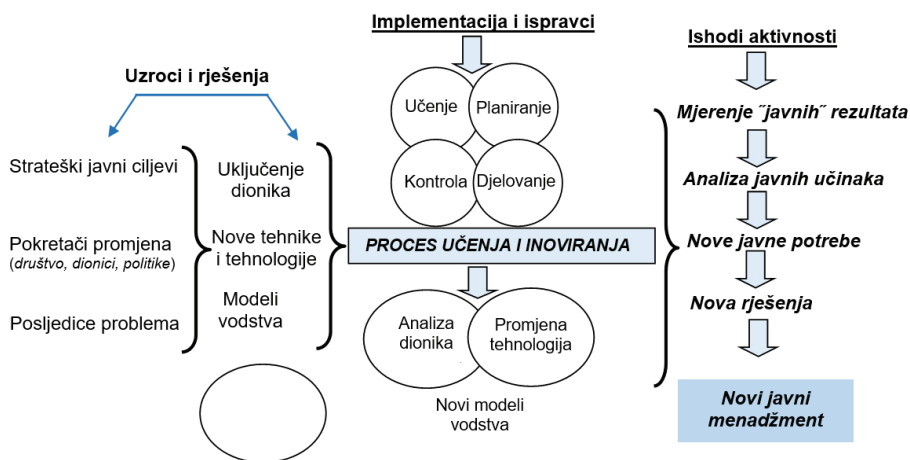 Uzroci i rješenja
Strateški javni ciljevi
Pokretači promjena
(društvo, dionici, politike)
Posljedice problema
Uključenje
dionika
Nove tehnike
i tehnologije
Modeli
vodstva
Implementacija i ispravci
Učenje
Planiranje
Kontrola
Djelovanje
PROCES UČENJA I INOVIRANJA
Analiza
dionika
Promjena
tehnologija
Novi modeli
vodstva
Ishodi aktivnosti
Mjerenje ˝javnih˝ rezultata
Analiza javnih učinaka
Nove javne potrebe
Nova rješenja
Novi javni
menadžment